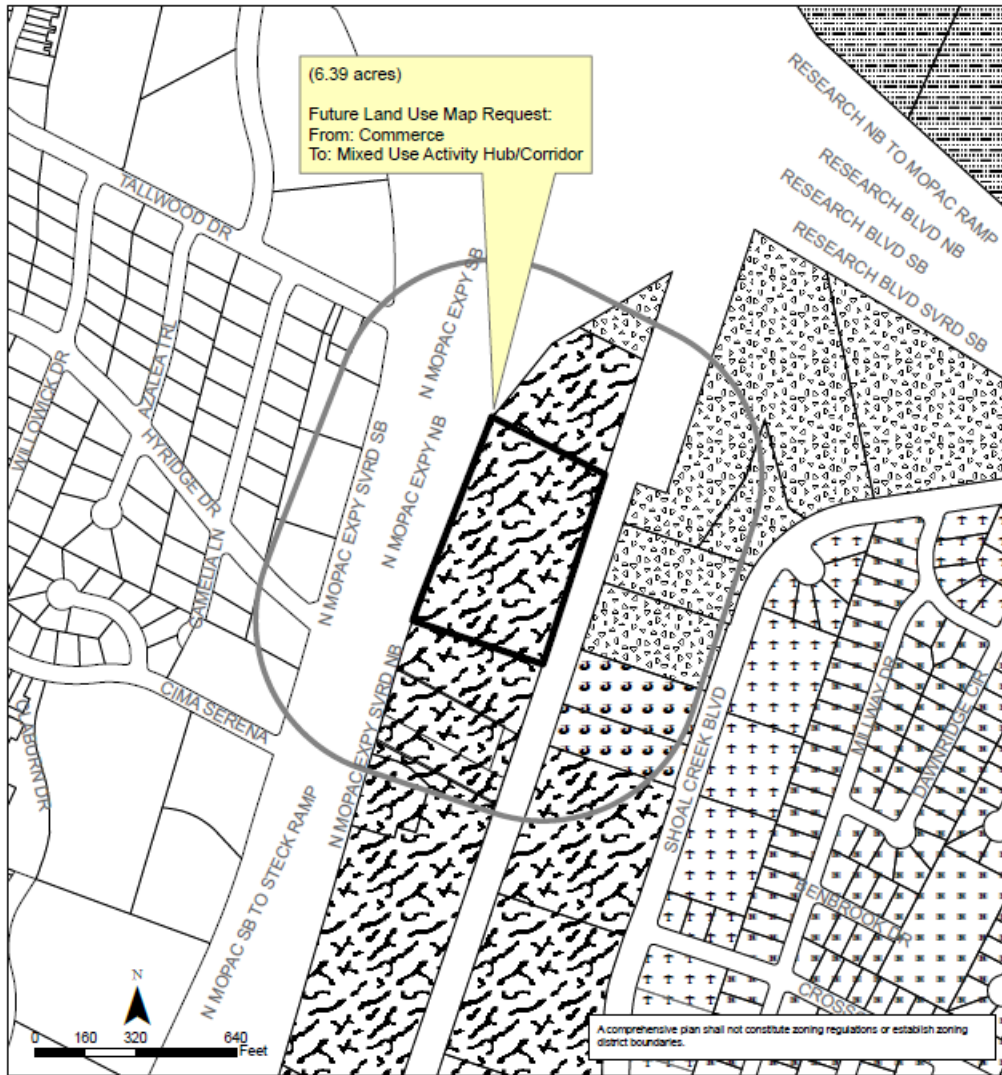 (6.39 acres)
Future Land Use Map Request:
From: Commerce
To: Mixed Use Activity Hub/Corridor
RESEARCH NB TO MOPAC RAMP
RESEARCH BLVD NB
RESEARCH BLVD SB
RESEARCH BLVD SVRD SB
TALLWOOD DR
N MOPAC EXPY SB
AZALEA TRL
WILLOWICK DR
HYRIDGE DR
N MOPAC EXPY SVRD SB
N MOPAC EXPY NB
CAMELIA LN
CIMA SERENA
CLABURN DR
N MOPAC EXPY SVRD NB
SHOAL CREEK BLVD
MILLWAY DR
DAWNRIDGE CIR
N MOPAC SB TO STECK RAMP
BENBROOK DR
CROSS
N
0 160 320 640
Feet
A comprehensive plan shall not constitute zoning regulations or establish zoning
district boundaries.